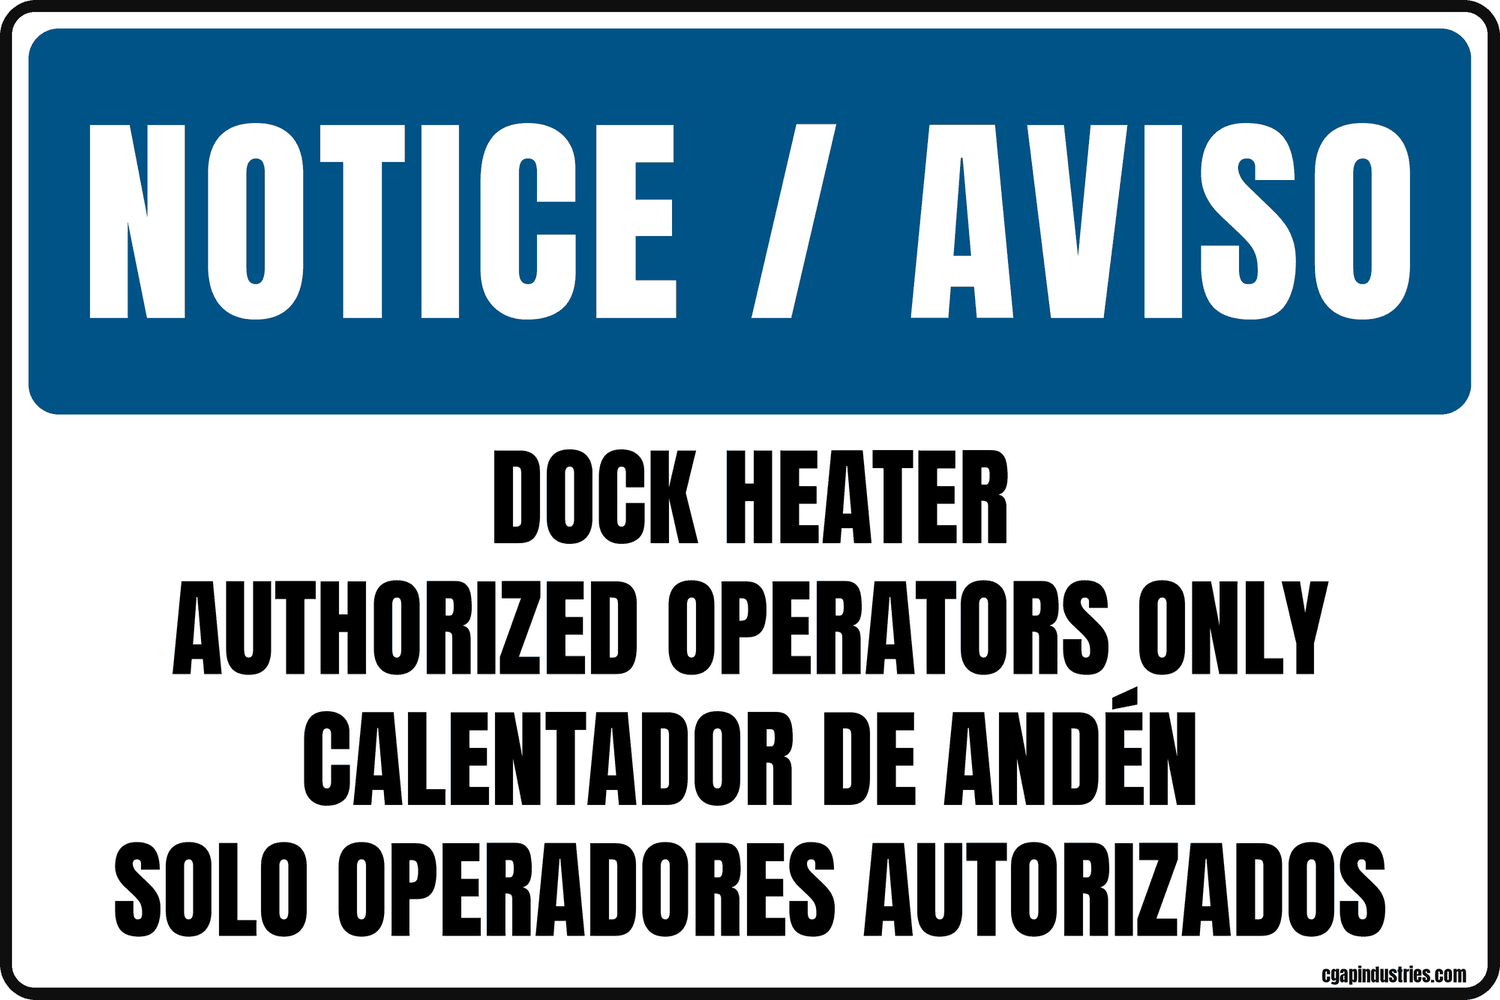 NOTICE / AVISO
DOCK HEATER
AUTHORIZED OPERATORS ONLY
CALENTADOR DE ANDÉN
SOLO OPERADORES AUTORIZADOS
cgapindustries.com